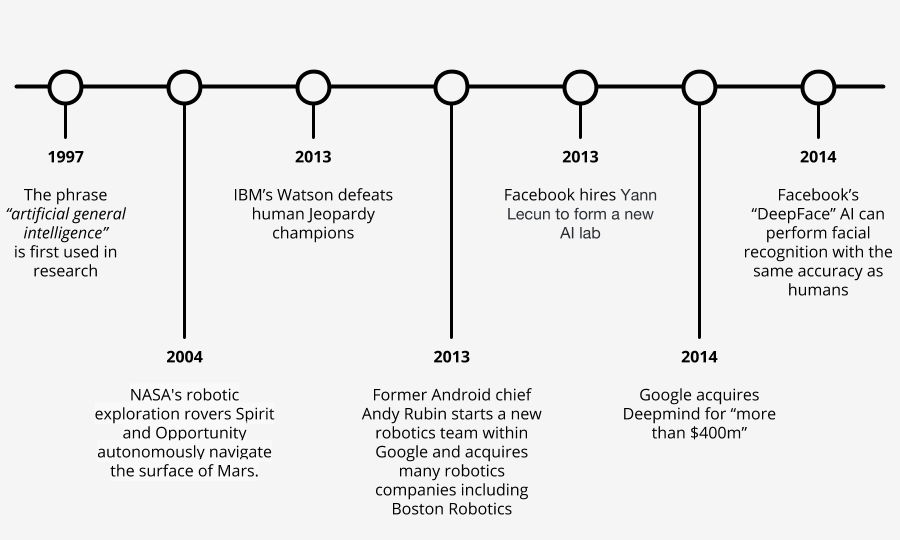 1997
The phrase
“artificial general
intelligence”
is first used in
research
2004
NASA's robotic
exploration rovers Spirit
and Opportunity
autonomously navigate
the surface of Mars.
2013
IBM’s Watson defeats
human Jeopardy
champions
2013
Former Android chief
Andy Rubin starts a new
robotics team within
Google and acquires
many robotics
companies including
Boston Robotics
2013
Facebook hires Yann
Lecun to form a new
AI lab
2014
Google acquires
Deepmind for “more
than $400m”
2014
Facebook’s
“DeepFace” AI can
perform facial
recognition with the
same accuracy as
humans